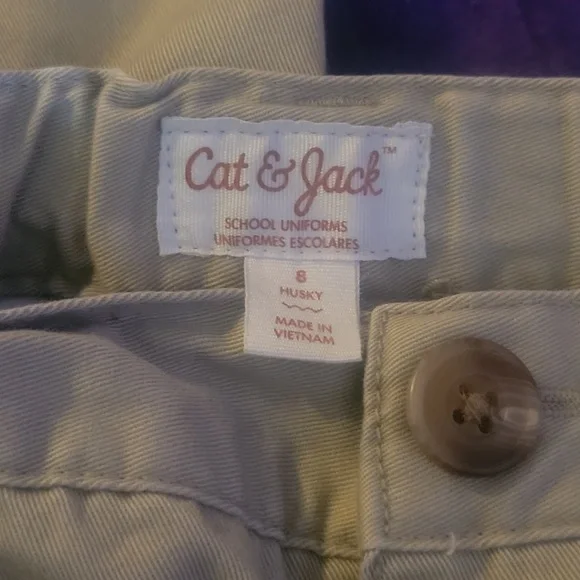 Cat & Jack™
SCHOOL UNIFORMS
UNIFORMES ESCOLARES
8
HUSKY
MADE IN
VIETNAM